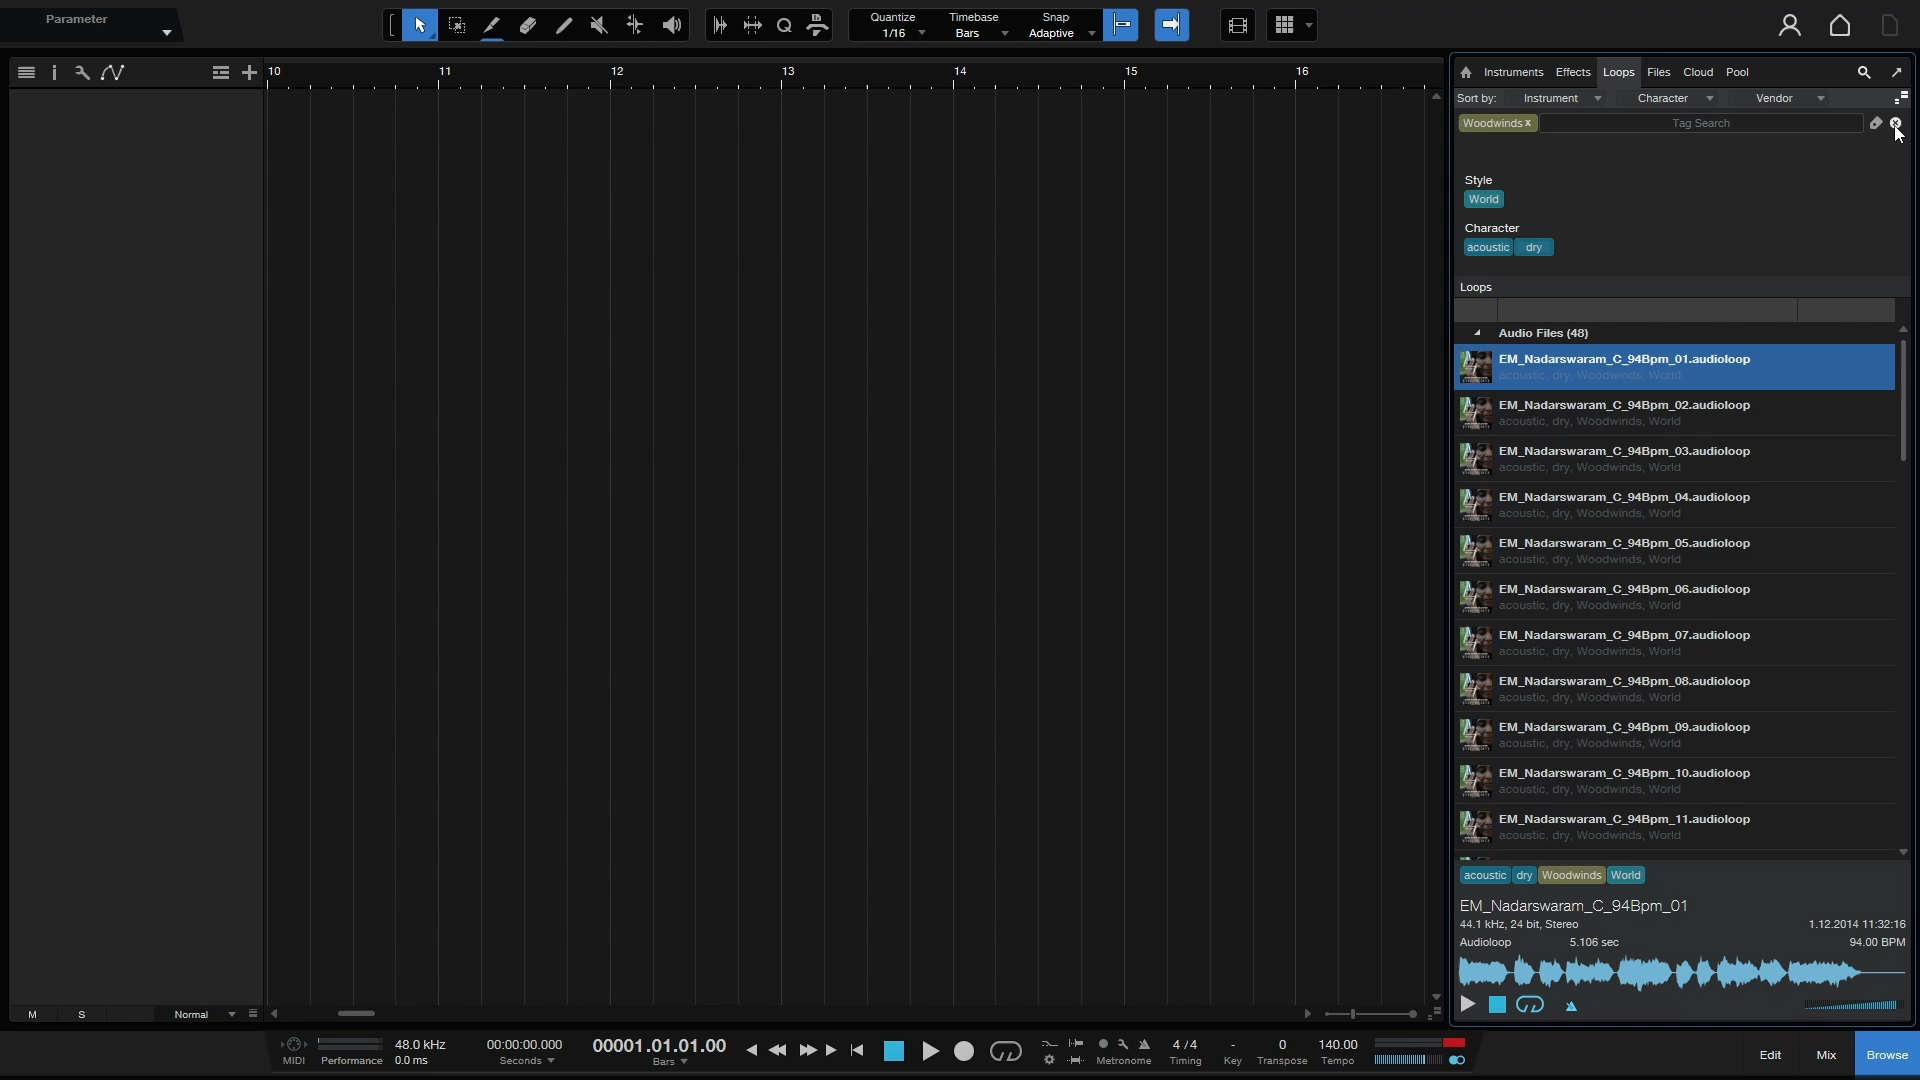 Parameter
Quantize Timebase Snap
1/16 Bars Adaptive
10 11 12 13 14 15 16
Instruments Effects Loops Files Cloud Pool
Sort by: Instrument Character Vendor
Woodwinds x Tag Search
Style
World
Character
acoustic dry
Loops
Audio Files (48)
EM_Nadarswaram_C_94Bpm_01.audioloop
acoustic, dry, Woodwinds, World
EM_Nadarswaram_C_94Bpm_02.audioloop
acoustic, dry, Woodwinds, World
EM_Nadarswaram_C_94Bpm_03.audioloop
acoustic, dry, Woodwinds, World
EM_Nadarswaram_C_94Bpm_04.audioloop
acoustic, dry, Woodwinds, World
EM_Nadarswaram_C_94Bpm_05.audioloop
acoustic, dry, Woodwinds, World
EM_Nadarswaram_C_94Bpm_06.audioloop
acoustic, dry, Woodwinds, World
EM_Nadarswaram_C_94Bpm_07.audioloop
acoustic, dry, Woodwinds, World
EM_Nadarswaram_C_94Bpm_08.audioloop
acoustic, dry, Woodwinds, World
EM_Nadarswaram_C_94Bpm_09.audioloop
acoustic, dry, Woodwinds, World
EM_Nadarswaram_C_94Bpm_10.audioloop
acoustic, dry, Woodwinds, World
EM_Nadarswaram_C_94Bpm_11.audioloop
acoustic, dry, Woodwinds, World
acoustic dry Woodwinds World
EM_Nadarswaram_C_94Bpm_01
44.1 kHz, 24 bit, Stereo 1.12.2014 11:32:16
Audioloop 5.106 sec 94.00 BPM
M S Normal
48.0 kHz 00:00:00.000 00001.01.01.00 4 / 4 - 0 140.00
MIDI Performance 0.0 ms Seconds Bars Metronome Timing Key Transpose Tempo
Edit Mix Browse